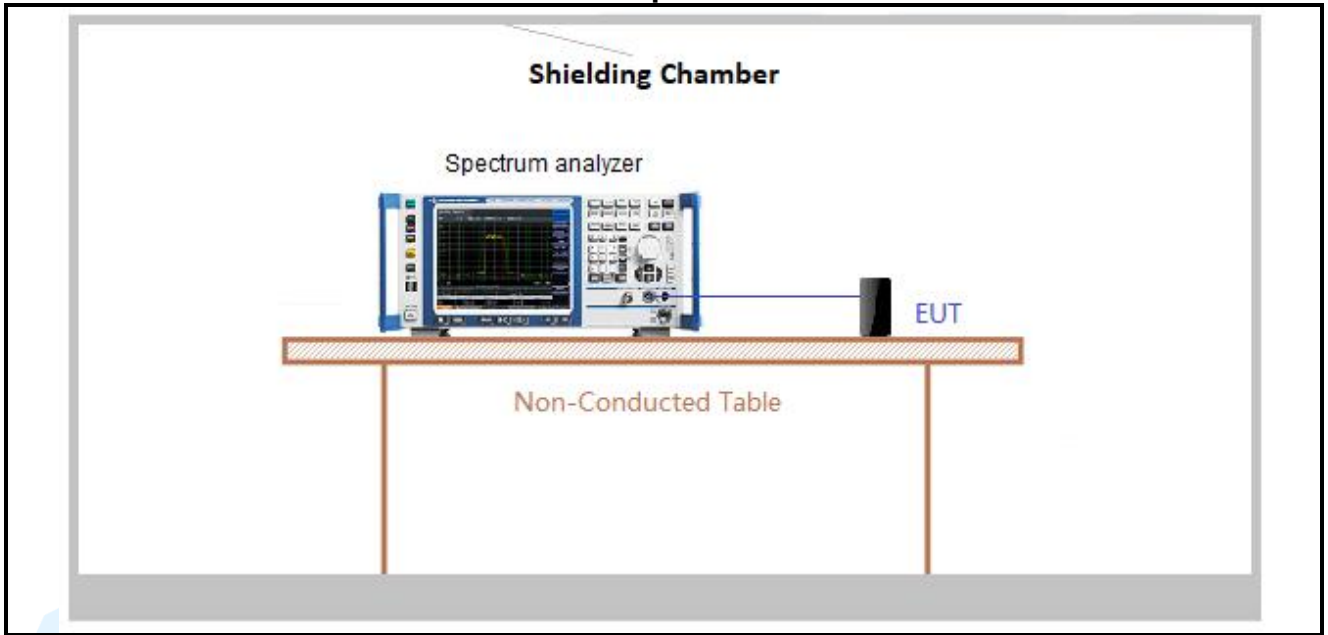 Shielding Chamber
Spectrum analyzer
EUT
Non-Conducted Table